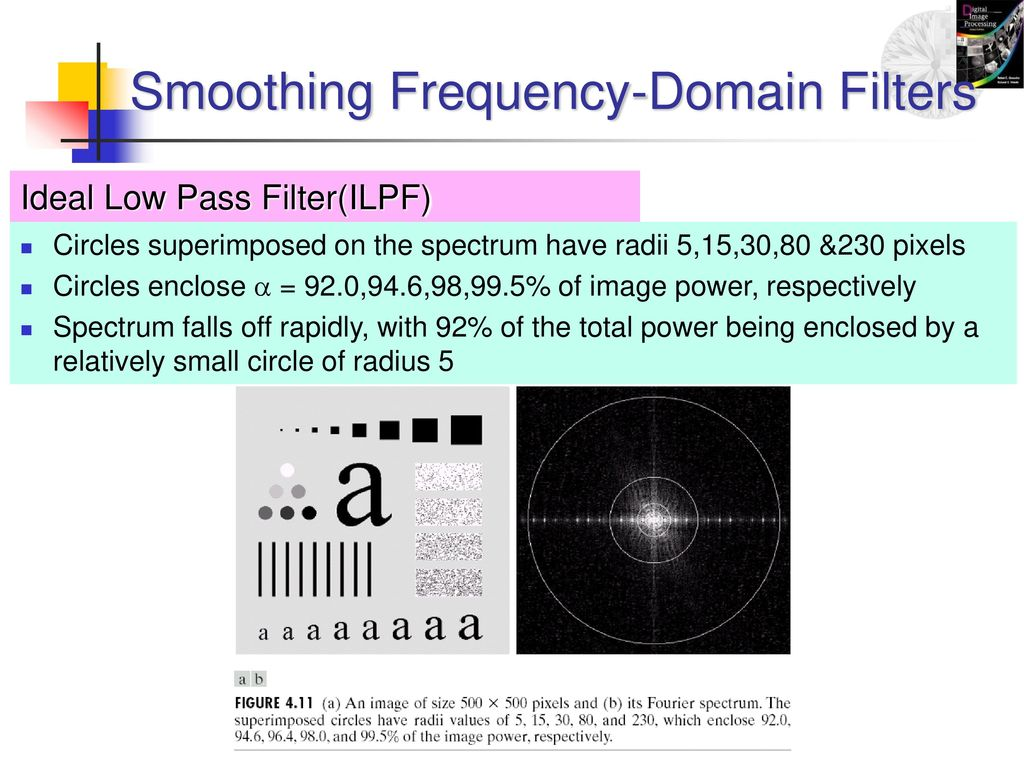 Digital
Image
Processing
Smoothing Frequency-Domain Filters
Ideal Low Pass Filter(ILPF)
Circles superimposed on the spectrum have radii 5,15,30,80 &230 pixels
Circles enclose α = 92.0,94.6,98,99.5% of image power, respectively
Spectrum falls off rapidly, with 92% of the total power being enclosed by a
relatively small circle of radius 5
a
a a a a a a a a
a b
FIGURE 4.11 (a) An image of size 500 × 500 pixels and (b) its Fourier spectrum. The
superimposed circles have radii values of 5, 15, 30, 80, and 230, which enclose 92.0,
94.6, 96.4, 98.0, and 99.5% of the image power, respectively.